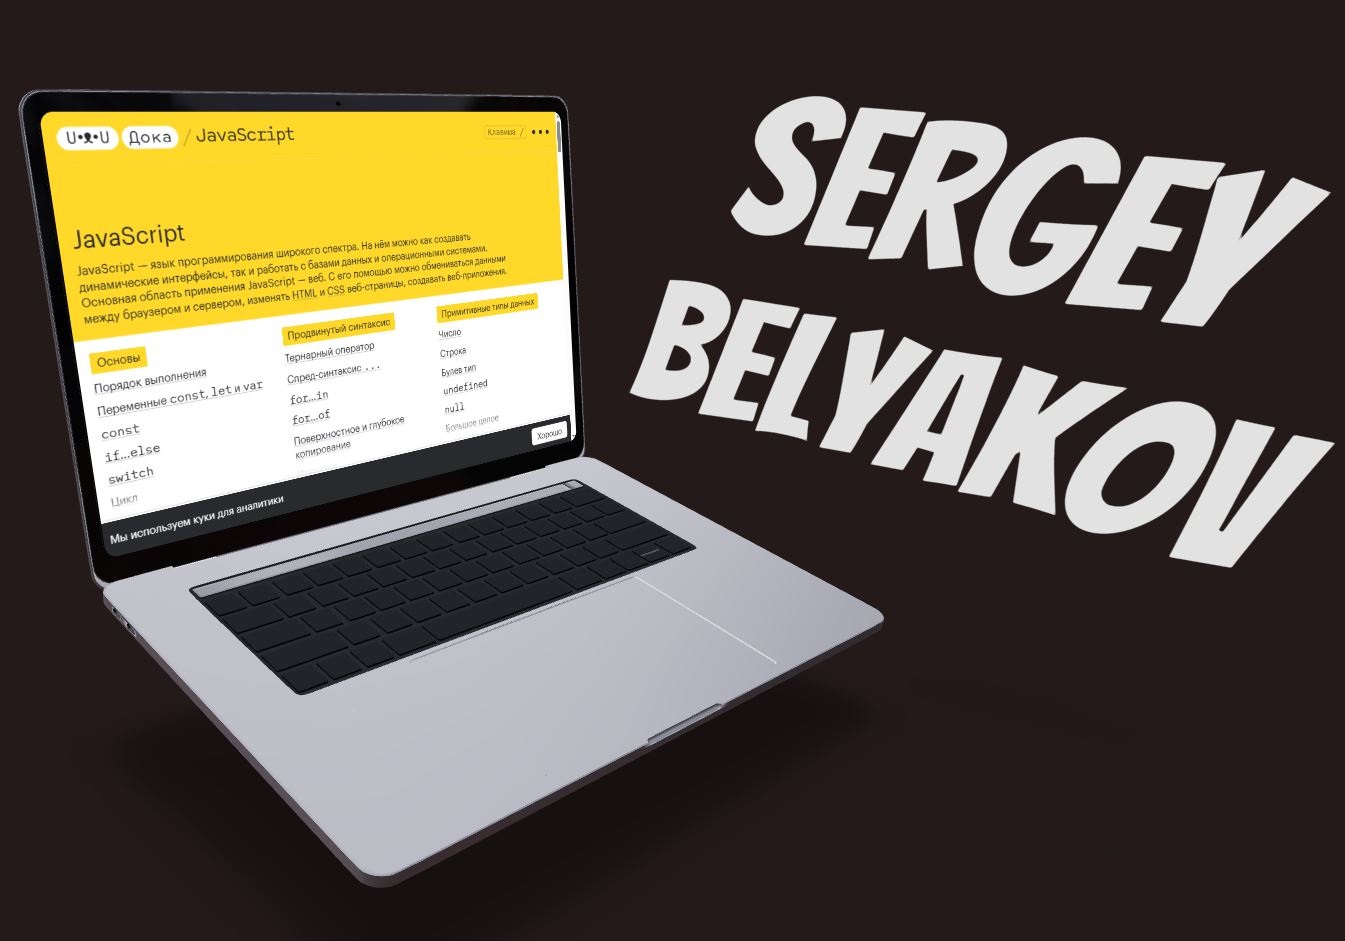 U•ᴥ•U Дока / JavaScript
Клавиша /
JavaScript
JavaScript — язык программирования широкого спектра. На нём можно как создавать
динамические интерфейсы, так и работать с базами данных и операционными системами.
Основная область применения JavaScript — веб. С его помощью можно обмениваться данными
между браузером и сервером, изменять HTML и CSS веб-страницы, создавать веб-приложения.
Основы
Порядок выполнения
Переменные const, let и var
const
if...else
switch
Цикл
Продвинутый синтаксис
Тернарный оператор
Спред-синтаксис ...
for...in
for...of
Поверхностное и глубокое
копирование
Примитивные типы данных
Число
Строка
Булев тип
undefined
null
Большое целое
Мы используем куки для аналитики
Хорошо
SERGEY
BELYAKOV